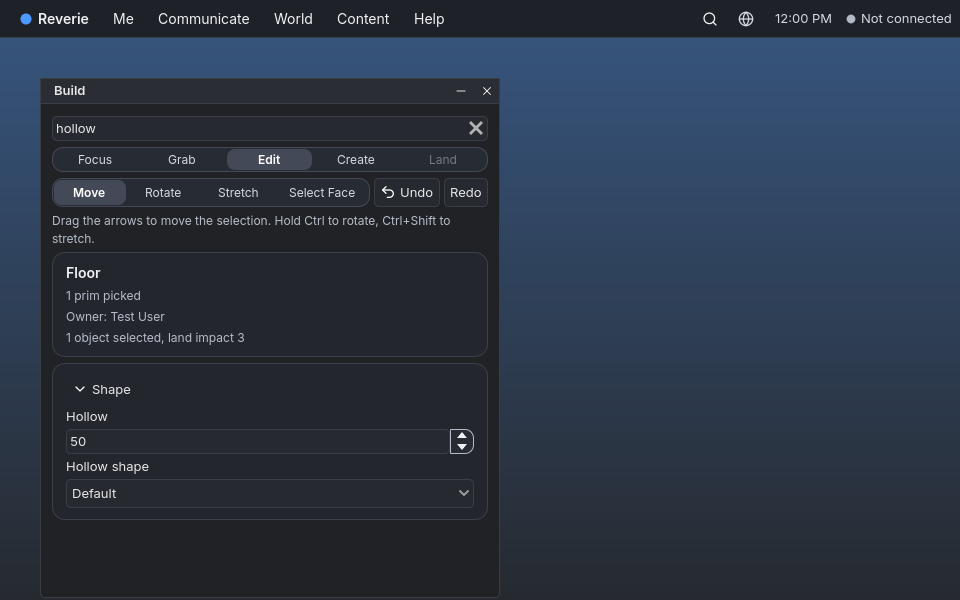 Reverie Me Communicate World Content Help 12:00 PM Not connected
Build
hollow
Focus Grab Edit Create Land
Move Rotate Stretch Select Face Undo Redo
Drag the arrows to move the selection. Hold Ctrl to rotate, Ctrl+Shift to
stretch.
Floor
1 prim picked
Owner: Test User
1 object selected, land impact 3
Shape
Hollow
50
Hollow shape
Default